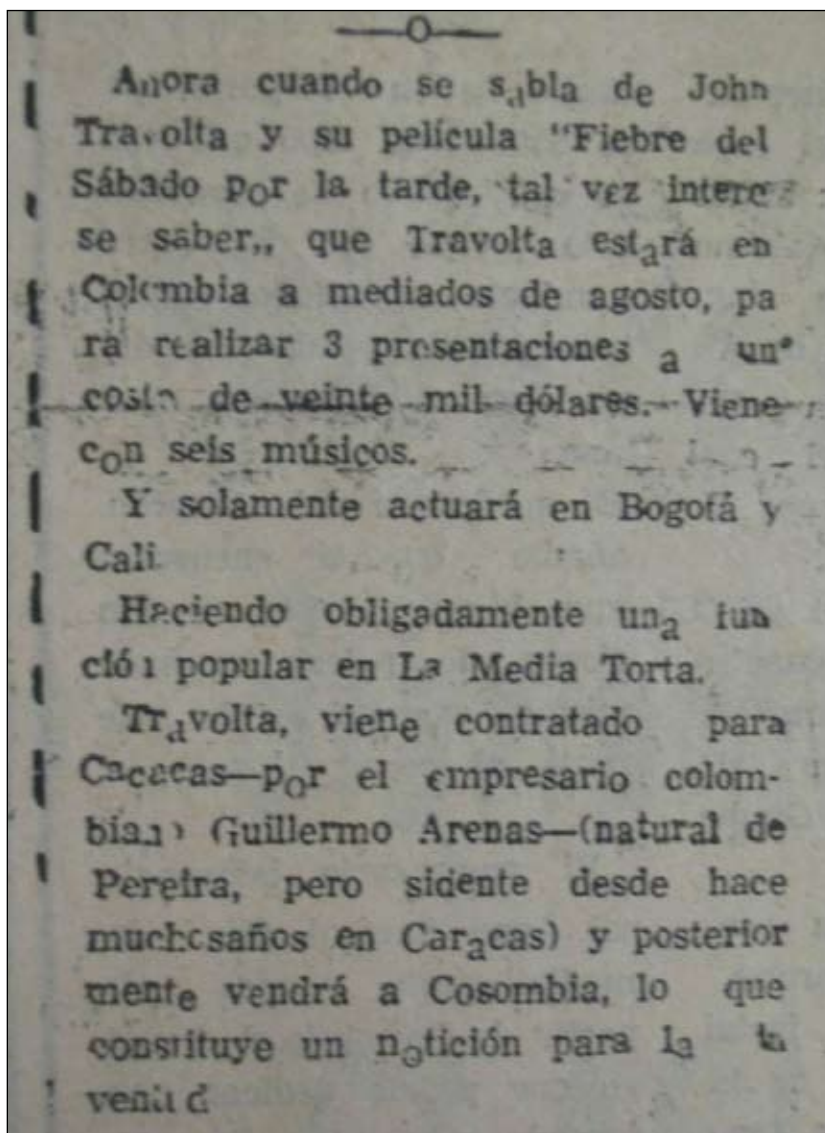 Ahora cuando se sabla de John
Travolta y su película "Fiebre del
Sábado por la tarde, tal vez intere
se saber,, que Travolta estará en
Colombia a mediados de agosto, pa
ra realizar 3 presentaciones a un
costo de veinte mil dólares. Viene
con seis músicos.
Y solamente actuará en Bogotá y
Cali.
Haciendo obligadamente una fun
ción popular en La Media Torta.
Travolta, viene contratado para
Cacacas—por el empresario colom-
biano Guillermo Arenas—(natural de
Pereira, pero sidente desde hace
muchosaños en Caracas) y posterior
mente vendrá a Cosombia, lo que
constituye un notición para la